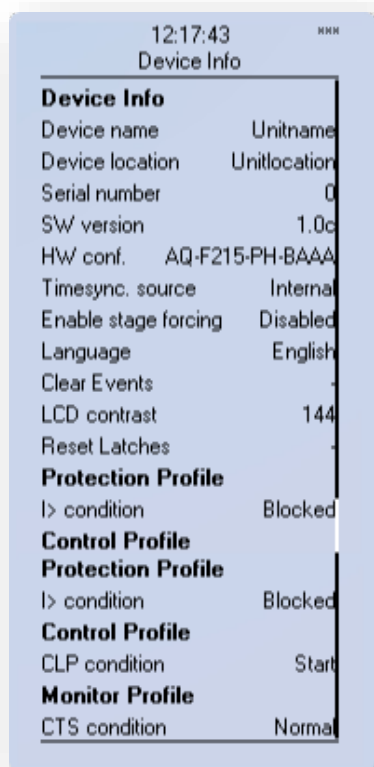 12:17:43
Device Info
Device Info
Device name Unitname
Device location Unitlocation
Serial number 0
SW version 1.0c
HW conf. AQ-F215-PH-BAAA
Timesync. source Internal
Enable stage forcing Disabled
Language English
Clear Events -
LCD contrast 144
Reset Latches -
Protection Profile
I> condition Blocked
Control Profile
Protection Profile
I> condition Blocked
Control Profile
CLP condition Start
Monitor Profile
CTS condition Normal